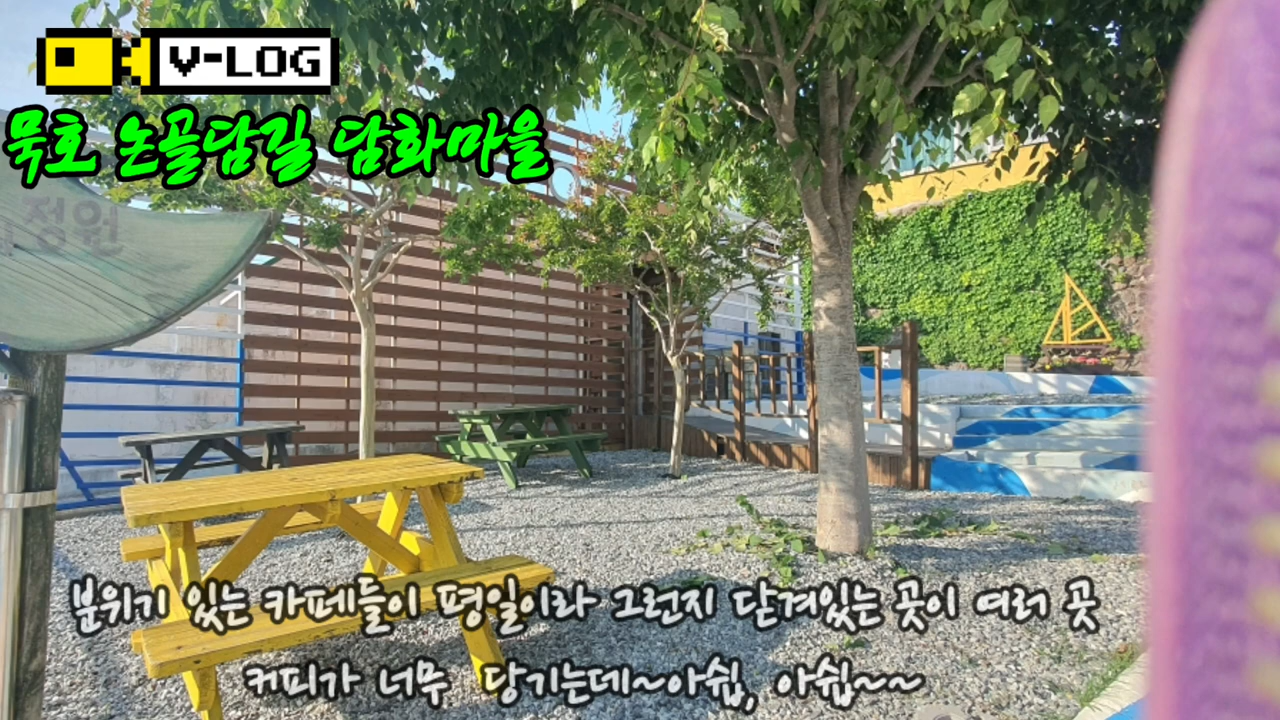 V-LOG
묵호 논골담길 담화마을
정원
분위기 있는 카페들이 평일이라 그런지 닫겨있는 곳이 여러 곳
커피가 너무 당기는데~아쉽, 아쉽~~